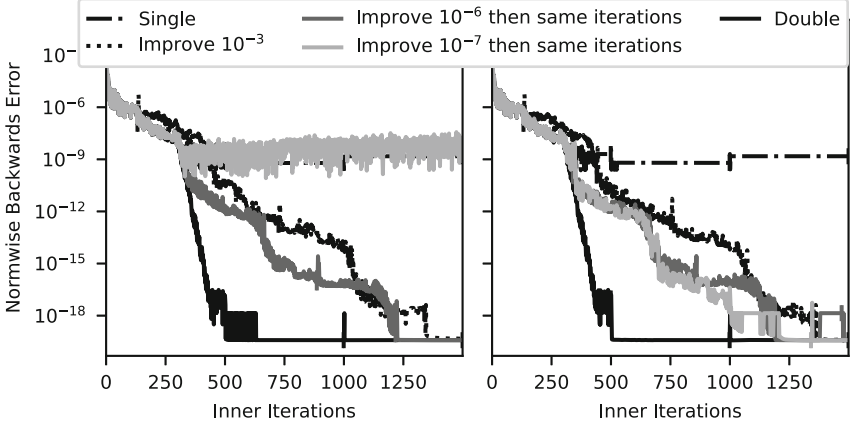 Single
Improve 10⁻³
Improve 10⁻⁶ then same iterations
Improve 10⁻⁷ then same iterations
Double
Normwise Backwards Error
10⁻⁶
10⁻⁹
10⁻¹²
10⁻¹⁵
10⁻¹⁸
0 250 500 750 1000 1250
Inner Iterations
0 250 500 750 1000 1250
Inner Iterations